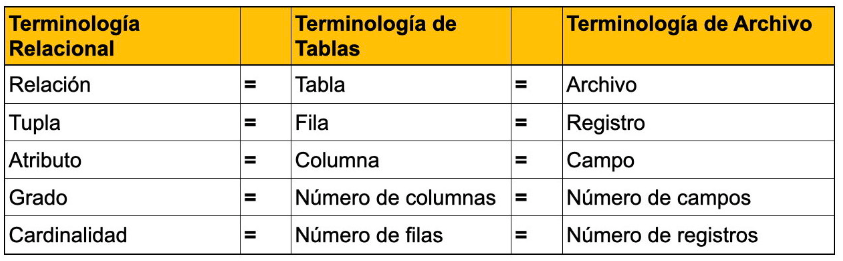 Terminología Relacional Terminología de Tablas Terminología de Archivo
Relación = Tabla = Archivo
Tupla = Fila = Registro
Atributo = Columna = Campo
Grado = Número de columnas = Número de campos
Cardinalidad = Número de filas = Número de registros